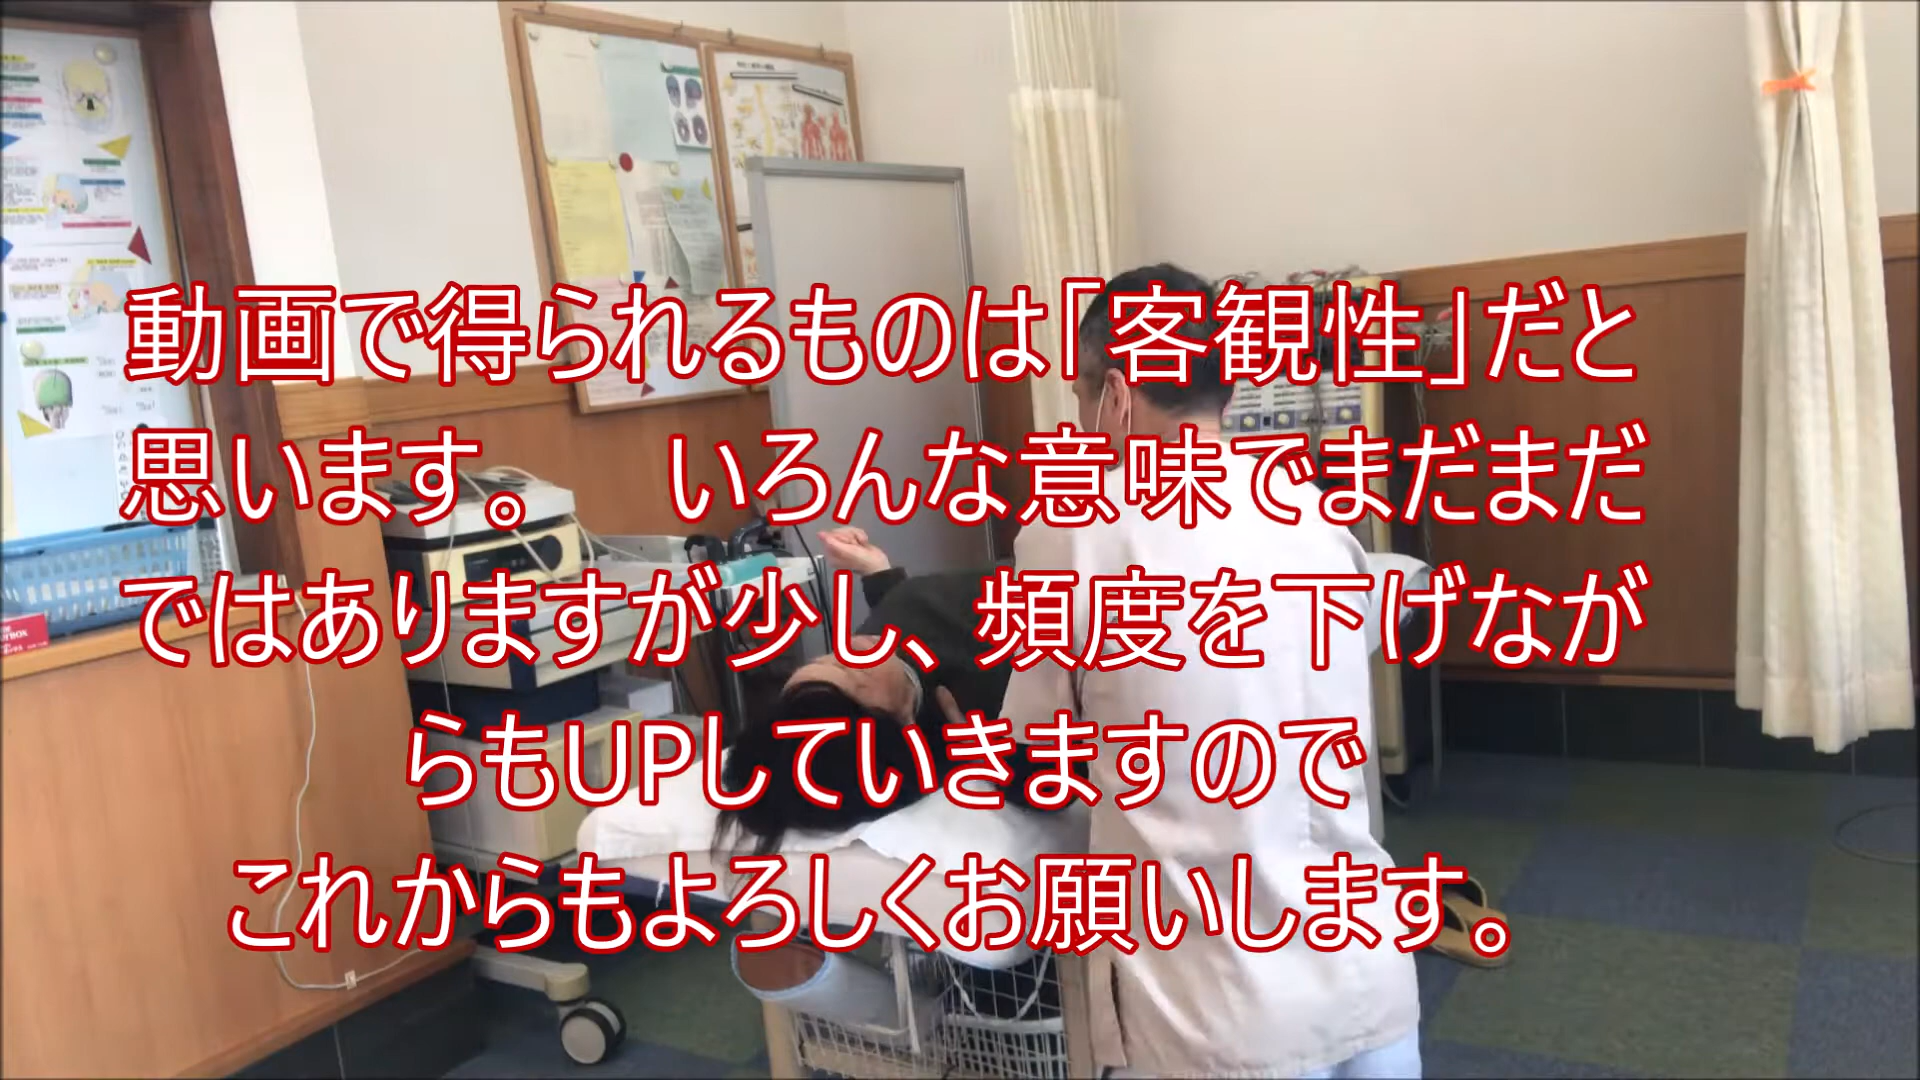 動画で得られるものは「客観性」だと
思います。　いろんな意味でまだまだ
ではありますが少し、頻度を下げなが
らもUPしていきますので
これからもよろしくお願いします。